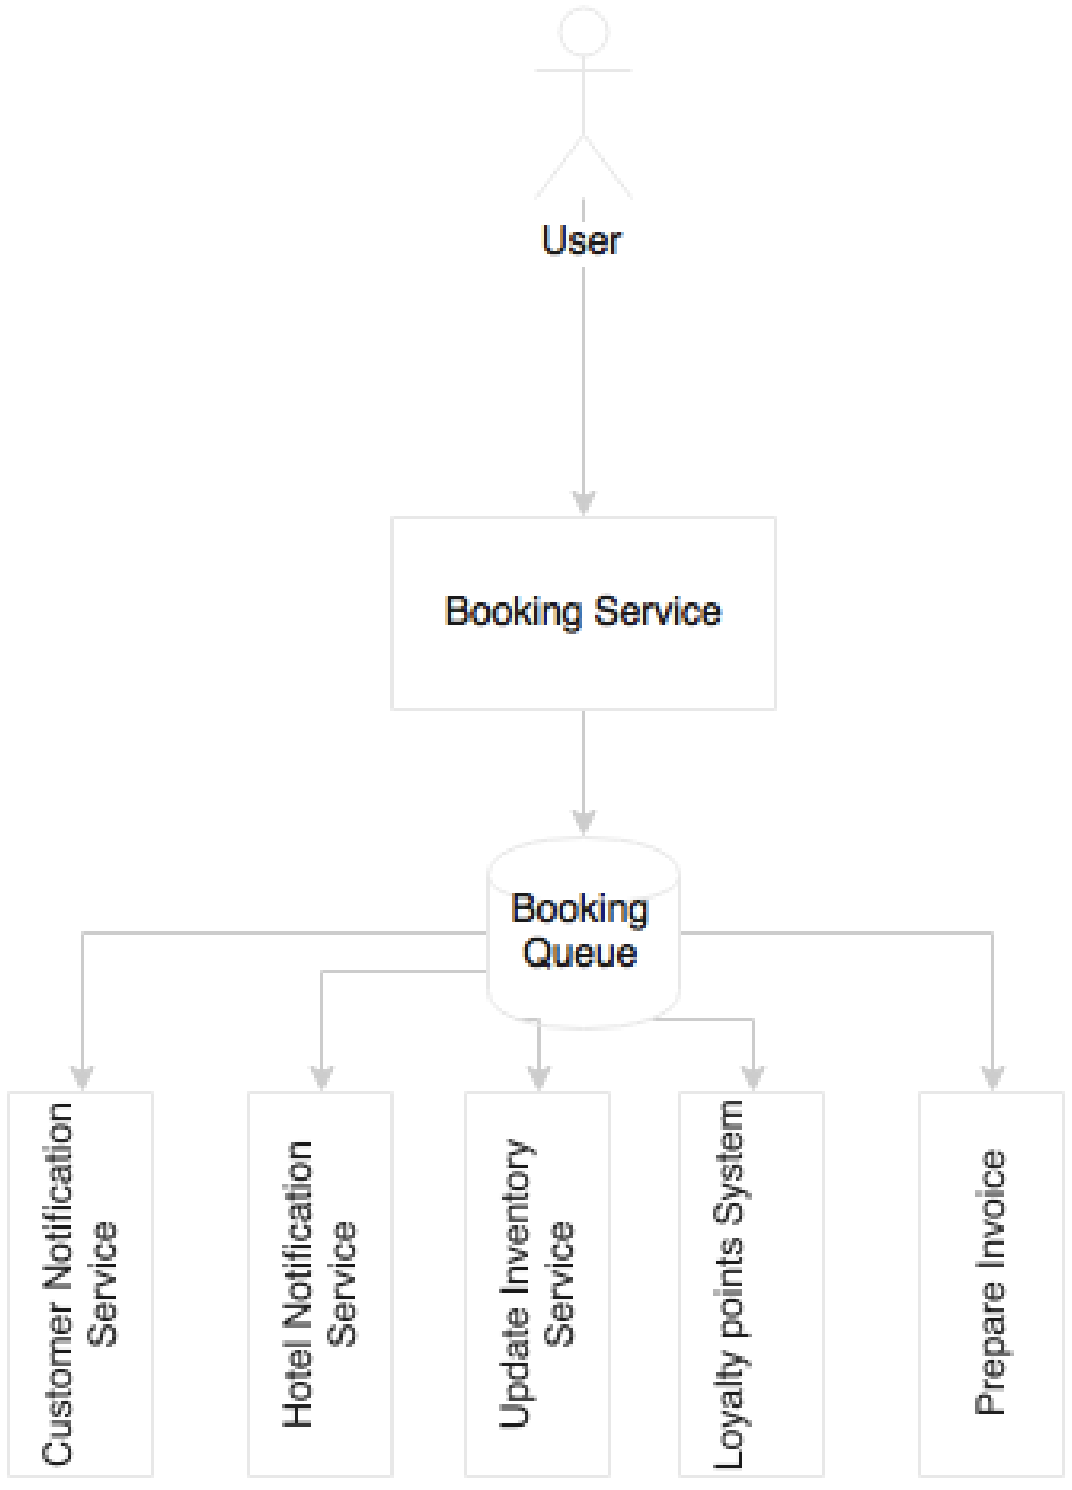 User
Booking Service
Booking
Queue
Customer Notification
Service
Hotel Notification
Service
Update Inventory
Service
Loyalty points System
Prepare Invoice